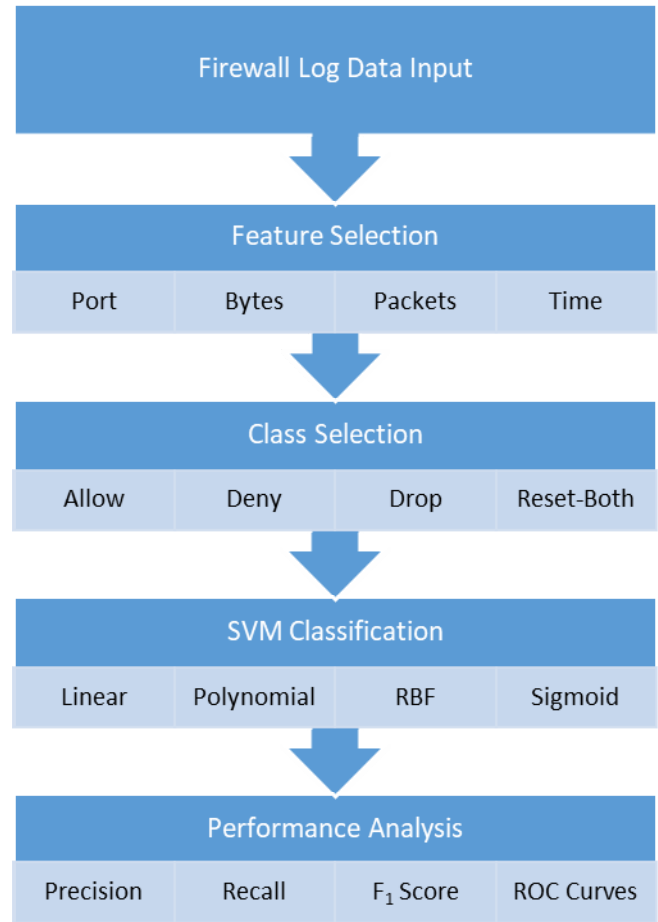 Firewall Log Data Input
Feature Selection
Port Bytes Packets Time
Class Selection
Allow Deny Drop Reset-Both
SVM Classification
Linear Polynomial RBF Sigmoid
Performance Analysis
Precision Recall F₁ Score ROC Curves